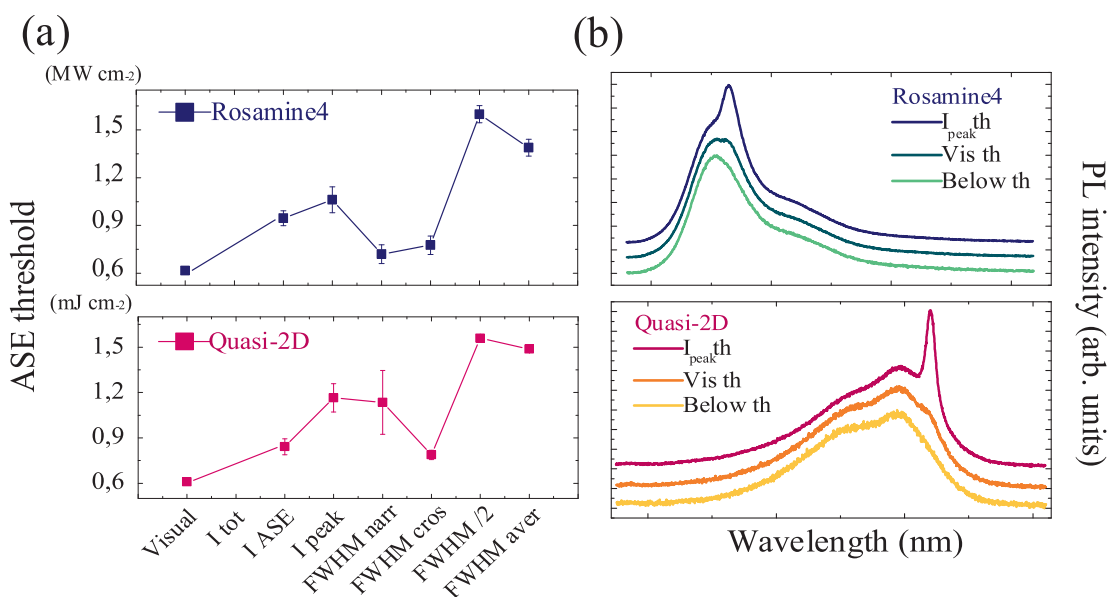 (a)
(MW cm-2)
Rosamine4
1,5
1,2
0,9
0,6
(mJ cm-2)
Quasi-2D
1,5
1,2
0,9
0,6
ASE threshold
Visual
I tot
I ASE
I peak
FWHM narr
FWHM cros
FWHM /2
FWHM aver
(b)
Rosamine4
Ipeakth
Vis th
Below th
Quasi-2D
Ipeakth
Vis th
Below th
PL intensity (arb. units)
Wavelength (nm)